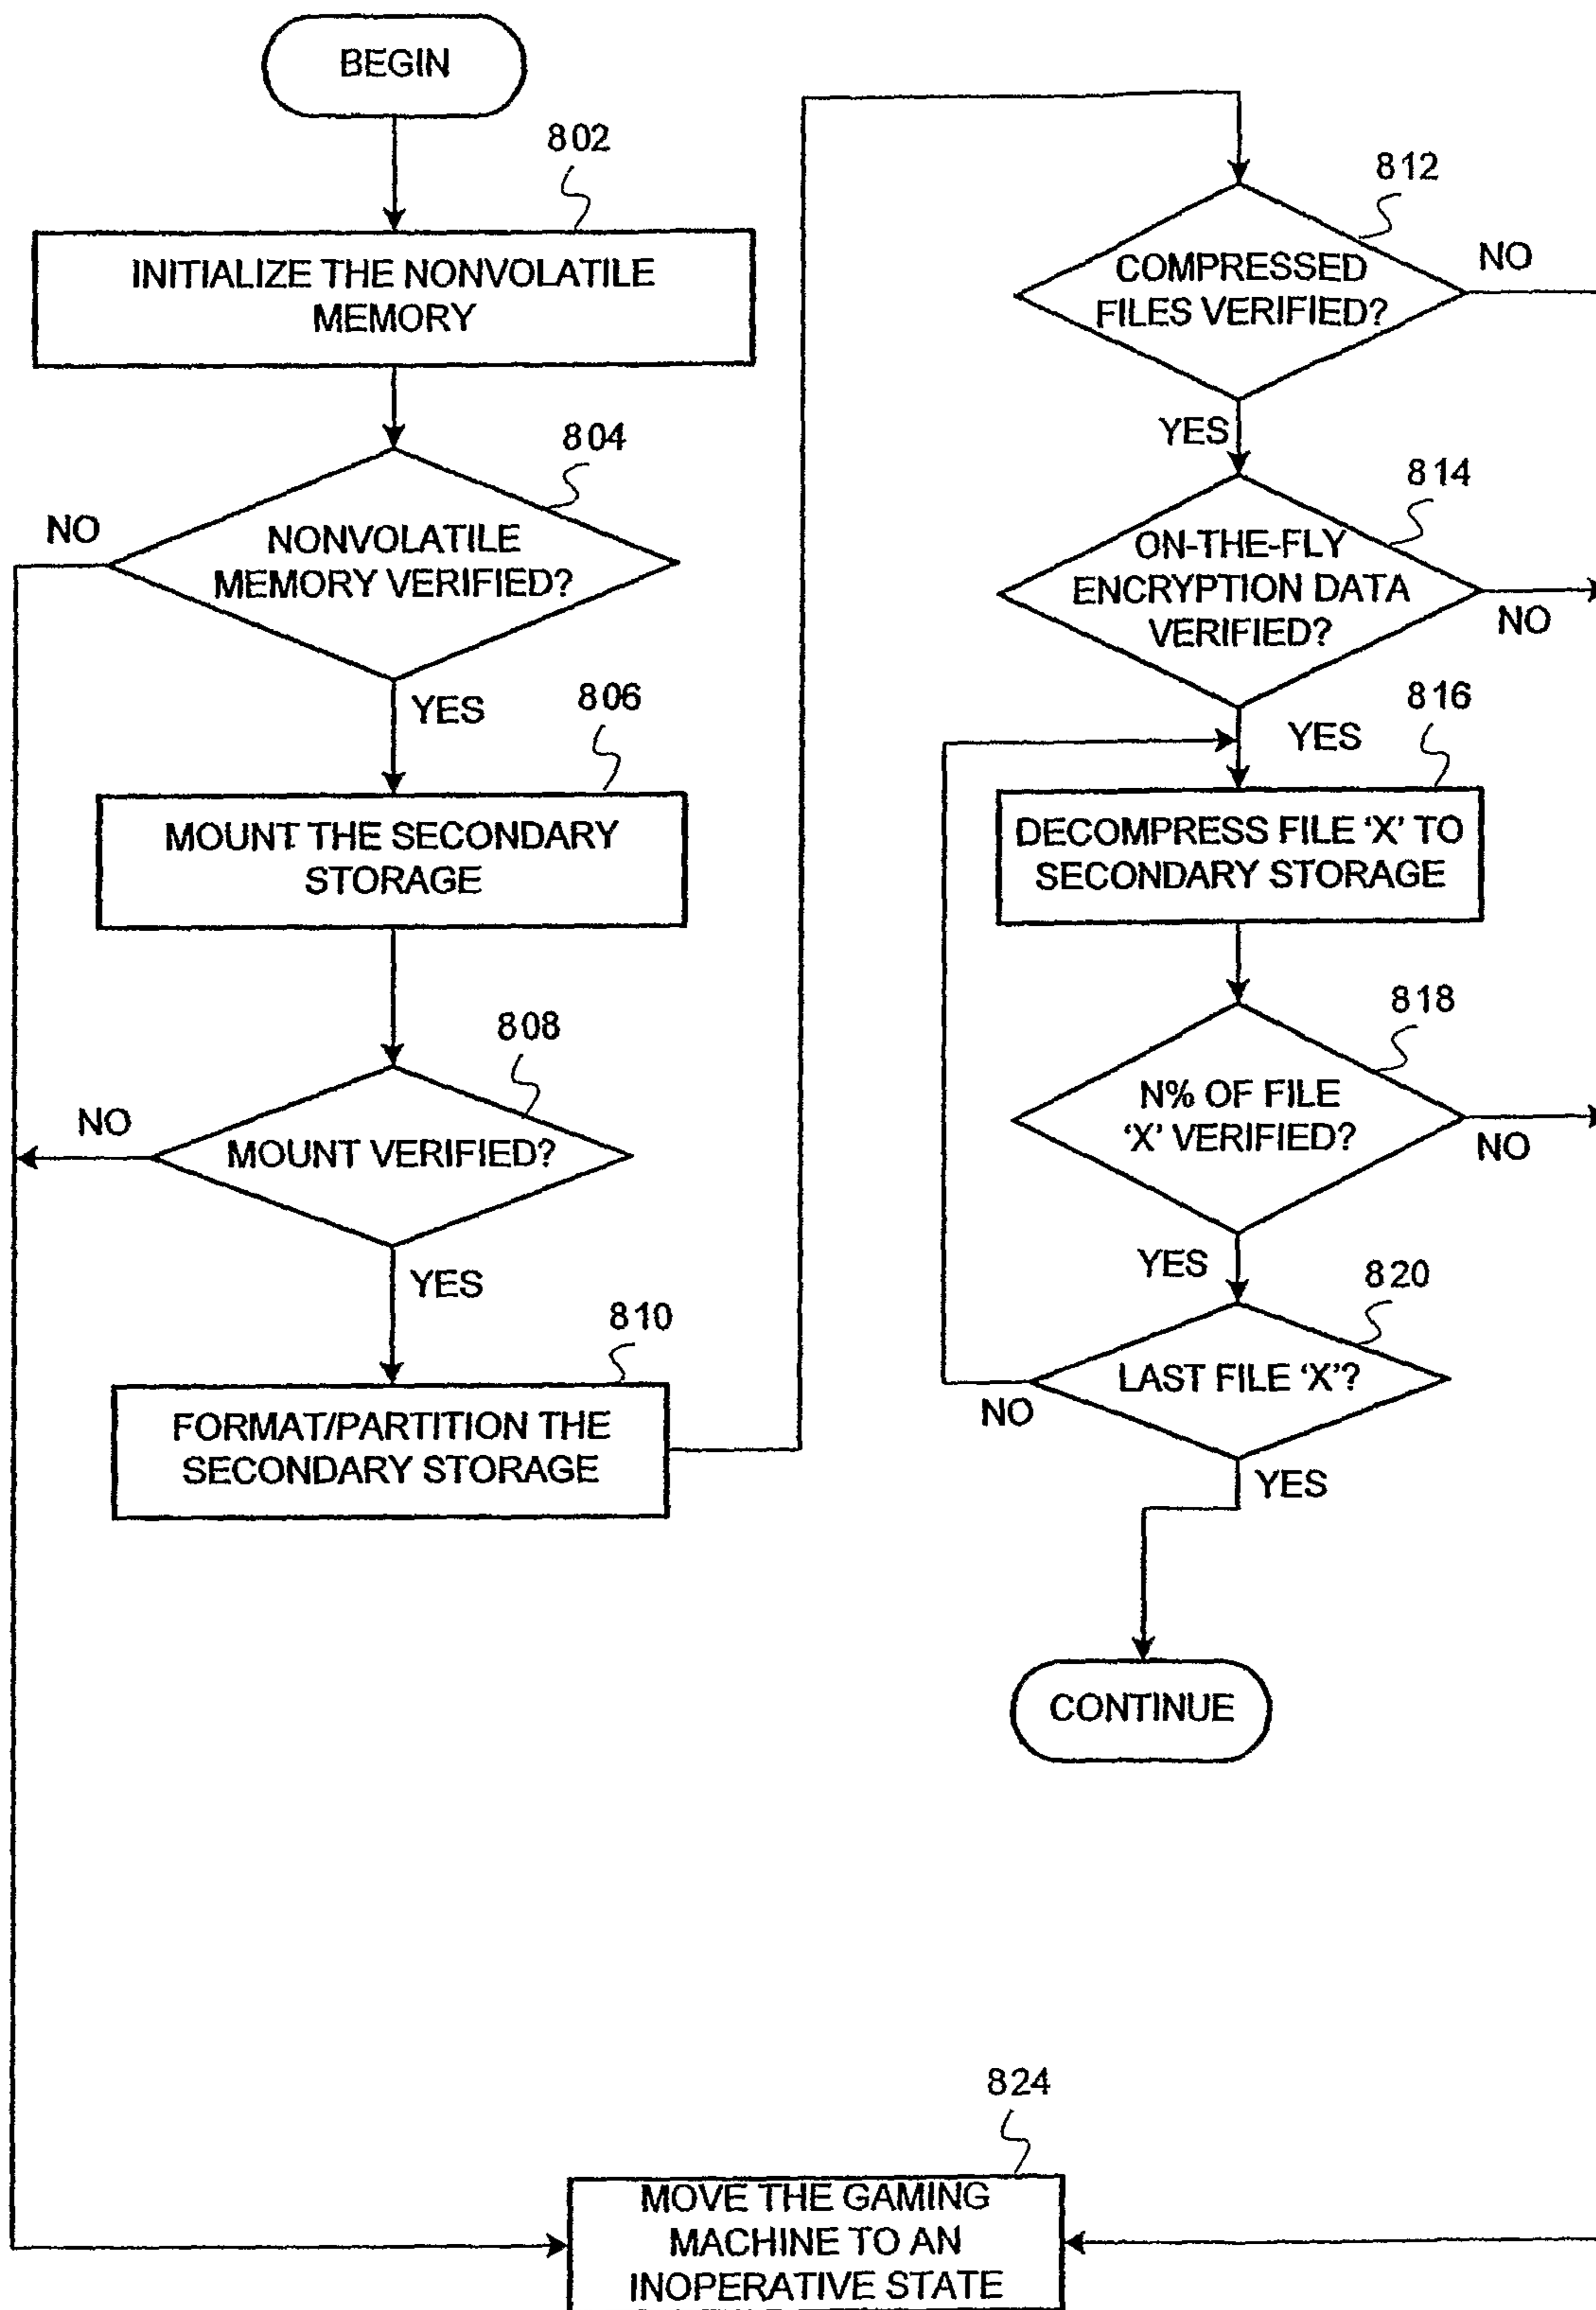 BEGIN
802
INITIALIZE THE NONVOLATILE
MEMORY
804
NO
NONVOLATILE
MEMORY VERIFIED?
YES
806
MOUNT THE SECONDARY
STORAGE
808
NO
MOUNT VERIFIED?
YES
810
FORMAT/PARTITION THE
SECONDARY STORAGE
812
NO
COMPRESSED
FILES VERIFIED?
YES
814
ON-THE-FLY
ENCRYPTION DATA
VERIFIED?
NO
YES
816
DECOMPRESS FILE ‘X’ TO
SECONDARY STORAGE
818
N% OF FILE
‘X’ VERIFIED?
NO
YES
820
LAST FILE ‘X’?
NO
YES
CONTINUE
824
MOVE THE GAMING
MACHINE TO AN
INOPERATIVE STATE